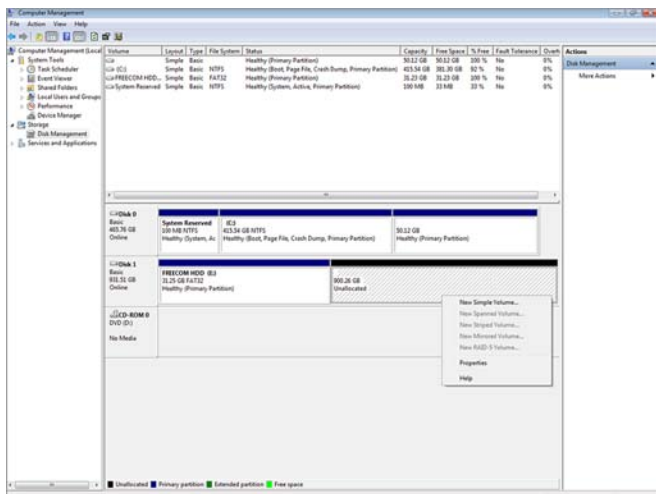 Computer Management
File Action View Help
Computer Management (Local
System Tools
Task Scheduler
Event Viewer
Shared Folders
Local Users and Groups
Performance
Device Manager
Storage
Disk Management
Services and Applications
Volume Layout Type File System Status Capacity Free Space % Free Fault Tolerance Overh
Simple Basic Healthy (Primary Partition) 50.12 GB 50.12 GB 100 % No 0%
(C:) Simple Basic NTFS Healthy (Boot, Page File, Crash Dump, Primary Partition) 415.54 GB 381.30 GB 92 % No 0%
FREECOM HDD... Simple Basic FAT32 Healthy (Primary Partition) 31.23 GB 31.23 GB 100 % No 0%
System Reserved Simple Basic NTFS Healthy (System, Active, Primary Partition) 100 MB 33 MB 33 % No 0%
Actions
Disk Management
More Actions
Disk 0
Basic
465.76 GB
Online
System Reserved
100 MB NTFS
Healthy (System, Ac
(C:)
415.54 GB NTFS
Healthy (Boot, Page File, Crash Dump, Primary Partition)
50.12 GB
Healthy (Primary Partition)
Disk 1
Basic
931.51 GB
Online
FREECOM HDD (E:)
31.25 GB FAT32
Healthy (Primary Partition)
900.26 GB
Unallocated
CD-ROM 0
DVD (D:)
No Media
New Simple Volume...
New Spanned Volume...
New Striped Volume...
New Mirrored Volume...
New RAID-5 Volume...
Properties
Help
Unallocated Primary partition Extended partition Free space